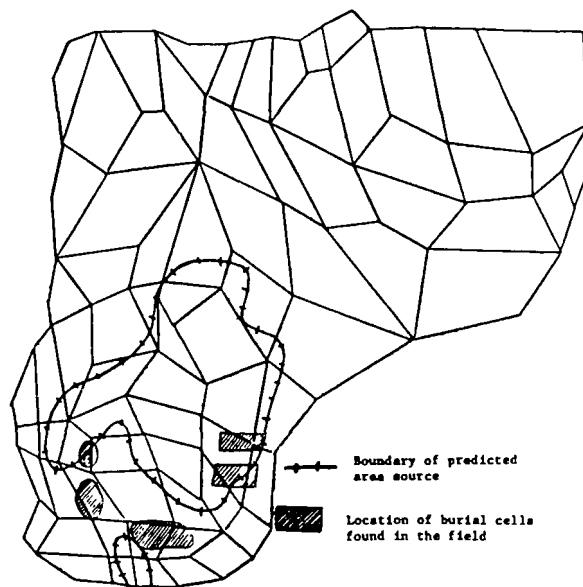 Boundary of predicted
area source
Location of burial cells
found in the field